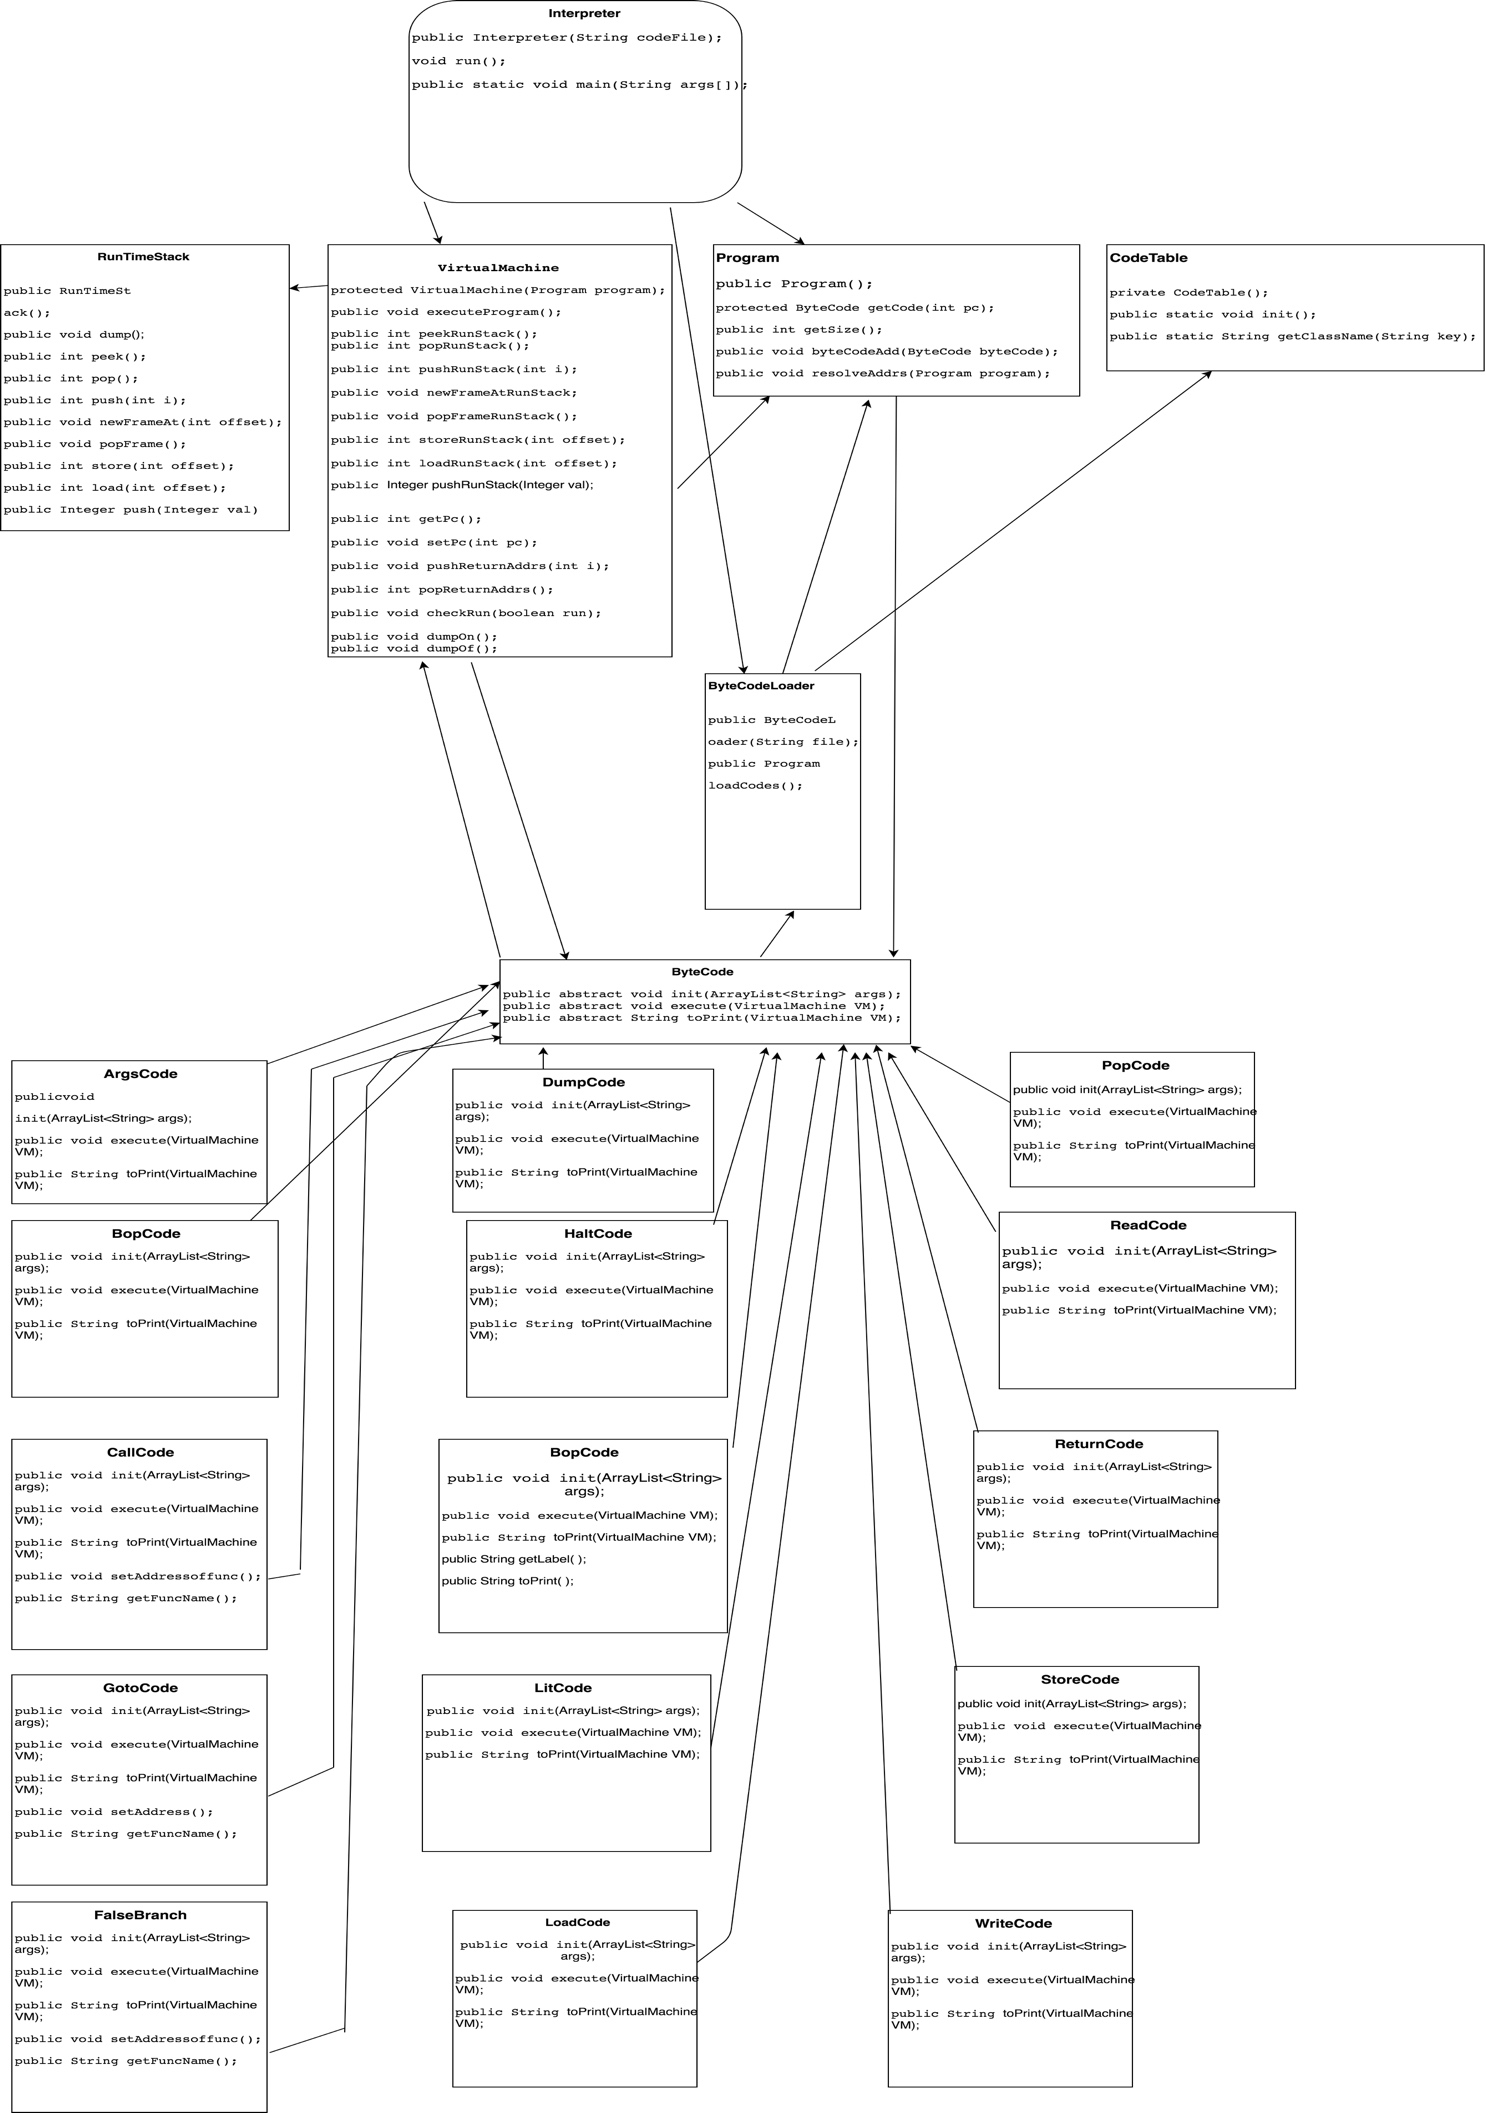 Interpreter
public Interpreter(String codeFile);
void run();
public static void main(String args[]);
RunTimeStack
public RunTimeSt
ack();
public void dump();
public int peek();
public int pop();
public int push(int i);
public void newFrameAt(int offset);
public void popFrame();
public int store(int offset);
public int load(int offset);
public Integer push(Integer val)
VirtualMachine
protected VirtualMachine(Program program);
public void executeProgram();
public int peekRunStack();
public int popRunStack();
public int pushRunStack(int i);
public void newFrameAtRunStack;
public void popFrameRunStack();
public int storeRunStack(int offset);
public int loadRunStack(int offset);
public Integer pushRunStack(Integer val);
public int getPc();
public void setPc(int pc);
public void pushReturnAddrs(int i);
public int popReturnAddrs();
public void checkRun(boolean run);
public void dumpOn();
public void dumpOf();
Program
public Program();
protected ByteCode getCode(int pc);
public int getSize();
public void byteCodeAdd(ByteCode byteCode);
public void resolveAddrs(Program program);
CodeTable
private CodeTable();
public static void init();
public static String getClassName(String key);
ByteCodeLoader
public ByteCodeL
oader(String file);
public Program
loadCodes();
ByteCode
public abstract void init(ArrayList<String> args);
public abstract void execute(VirtualMachine VM);
public abstract String toPrint(VirtualMachine VM);
ArgsCode
publicvoid
init(ArrayList<String> args);
public void execute(VirtualMachine
VM);
public String toPrint(VirtualMachine
VM);
DumpCode
public void init(ArrayList<String>
args);
public void execute(VirtualMachine
VM);
public String toPrint(VirtualMachine
VM);
PopCode
public void init(ArrayList<String> args);
public void execute(VirtualMachine
VM);
public String toPrint(VirtualMachine
VM);
BopCode
public void init(ArrayList<String>
args);
public void execute(VirtualMachine
VM);
public String toPrint(VirtualMachine
VM);
HaltCode
public void init(ArrayList<String>
args);
public void execute(VirtualMachine
VM);
public String toPrint(VirtualMachine
VM);
ReadCode
public void init(ArrayList<String>
args);
public void execute(VirtualMachine VM);
public String toPrint(VirtualMachine VM);
CallCode
public void init(ArrayList<String>
args);
public void execute(VirtualMachine
VM);
public String toPrint(VirtualMachine
VM);
public void setAddressoffunc();
public String getFuncName();
BopCode
public void init(ArrayList<String>
args);
public void execute(VirtualMachine VM);
public String toPrint(VirtualMachine VM);
public String getLabel( );
public String toPrint( );
ReturnCode
public void init(ArrayList<String>
args);
public void execute(VirtualMachine
VM);
public String toPrint(VirtualMachine
VM);
GotoCode
public void init(ArrayList<String>
args);
public void execute(VirtualMachine
VM);
public String toPrint(VirtualMachine
VM);
public void setAddress();
public String getFuncName();
LitCode
public void init(ArrayList<String> args);
public void execute(VirtualMachine VM);
public String toPrint(VirtualMachine VM);
StoreCode
public void init(ArrayList<String> args);
public void execute(VirtualMachine
VM);
public String toPrint(VirtualMachine
VM);
FalseBranch
public void init(ArrayList<String>
args);
public void execute(VirtualMachine
VM);
public String toPrint(VirtualMachine
VM);
public void setAddressoffunc();
public String getFuncName();
LoadCode
public void init(ArrayList<String>
args);
public void execute(VirtualMachine
VM);
public String toPrint(VirtualMachine
VM);
WriteCode
public void init(ArrayList<String>
args);
public void execute(VirtualMachine
VM);
public String toPrint(VirtualMachine
VM);